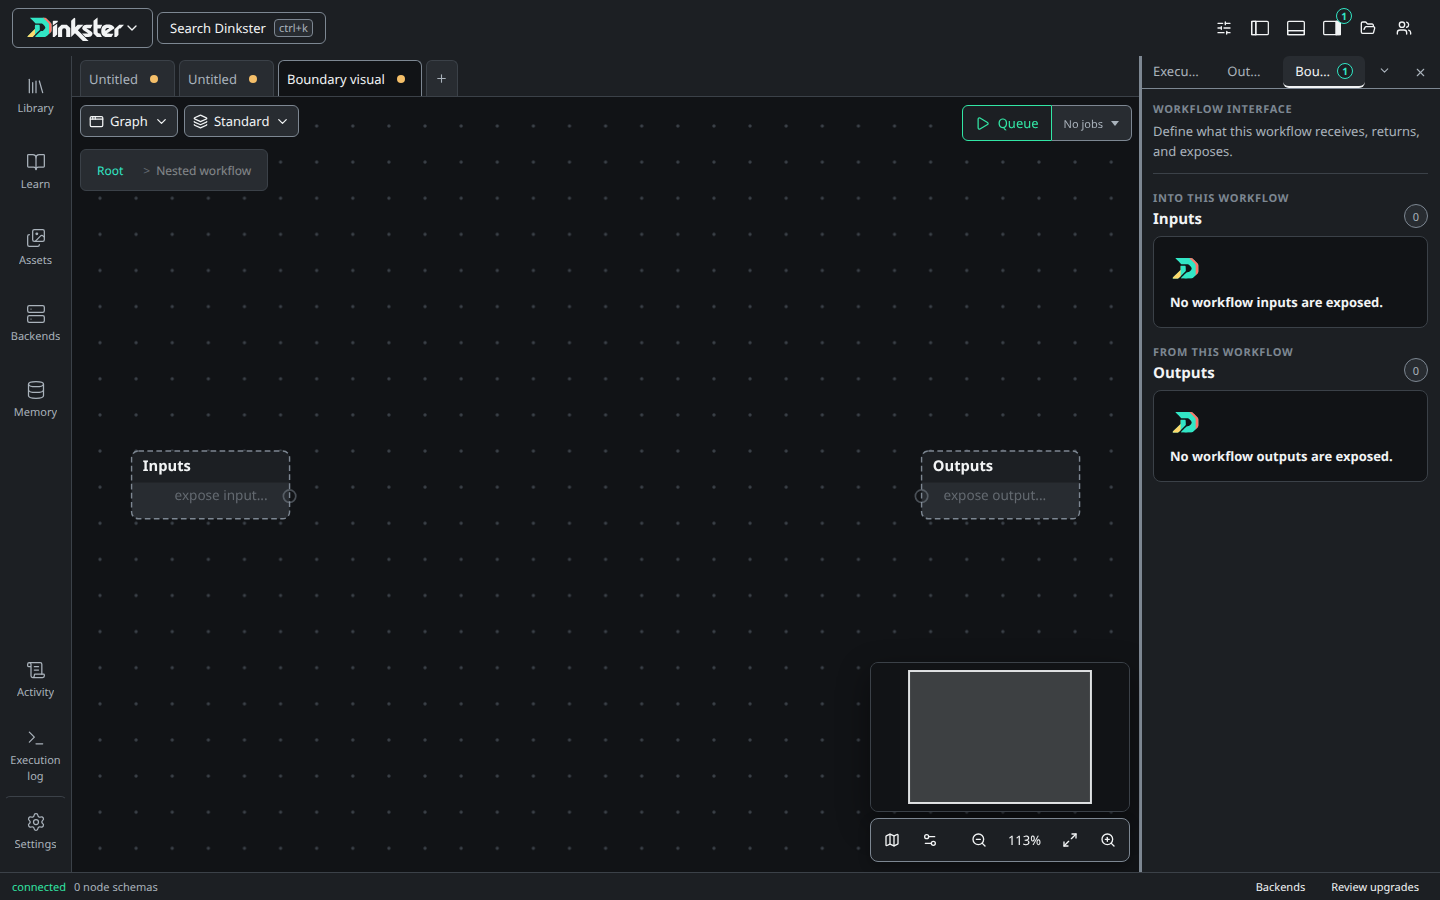 Dinkster
Search Dinkster
ctrl+k
1
Library
Learn
Assets
Backends
Memory
Activity
Execution
log
Settings
Untitled
Untitled
Boundary visual
+
Graph
Standard
Queue
No jobs
Root > Nested workflow
Inputs
expose input...
Outputs
expose output...
113%
Execu...
Out...
Bou...
1
WORKFLOW INTERFACE
Define what this workflow receives, returns,
and exposes.
INTO THIS WORKFLOW
Inputs
0
No workflow inputs are exposed.
FROM THIS WORKFLOW
Outputs
0
No workflow outputs are exposed.
connected
0 node schemas
Backends
Review upgrades